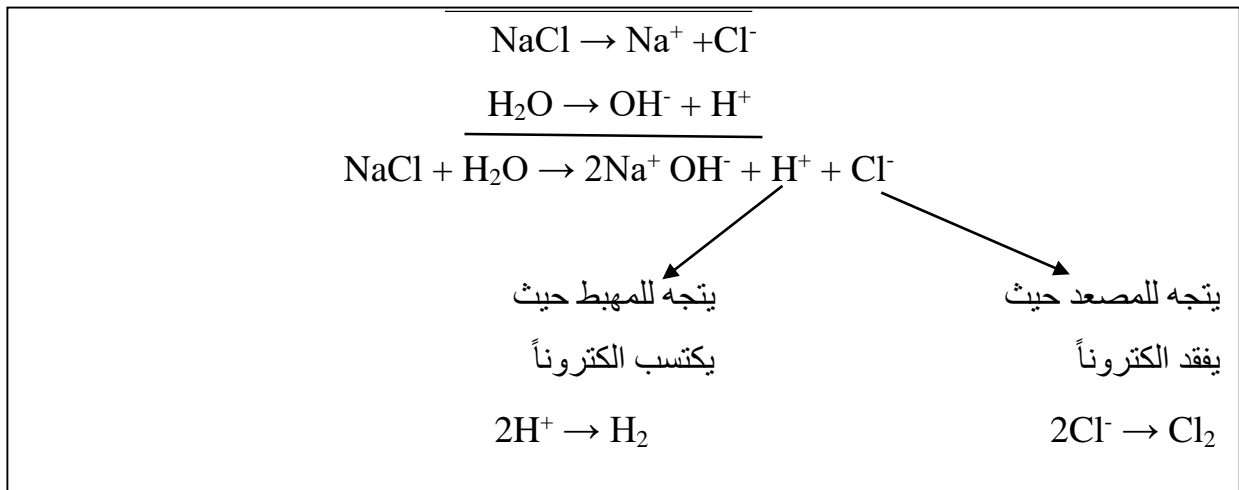 NaCl → Na⁺ +Cl⁻
H₂O → OH⁻ + H⁺
NaCl + H₂O → 2Na⁺ OH⁻ + H⁺ + Cl⁻
يتجه للمصعد حيث
يفقد الكتروناً
2Cl⁻ → Cl₂
يتجه للمهبط حيث
يكتسب الكتروناً
2H⁺ → H₂